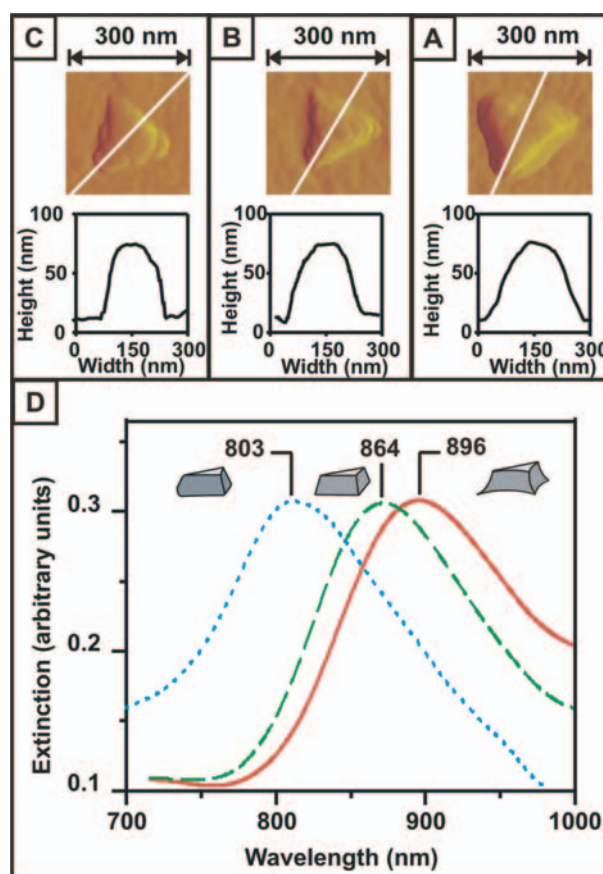 C
300 nm
B
300 nm
A
300 nm
Height (nm)
100
50
0
0 150 300
Width (nm)
Height (nm)
100
50
0
0 150 300
Width (nm)
Height (nm)
100
50
0
0 150 300
Width (nm)
D
803
864
896
Extinction (arbitrary units)
0.3
0.2
0.1
700 800 900 1000
Wavelength (nm)